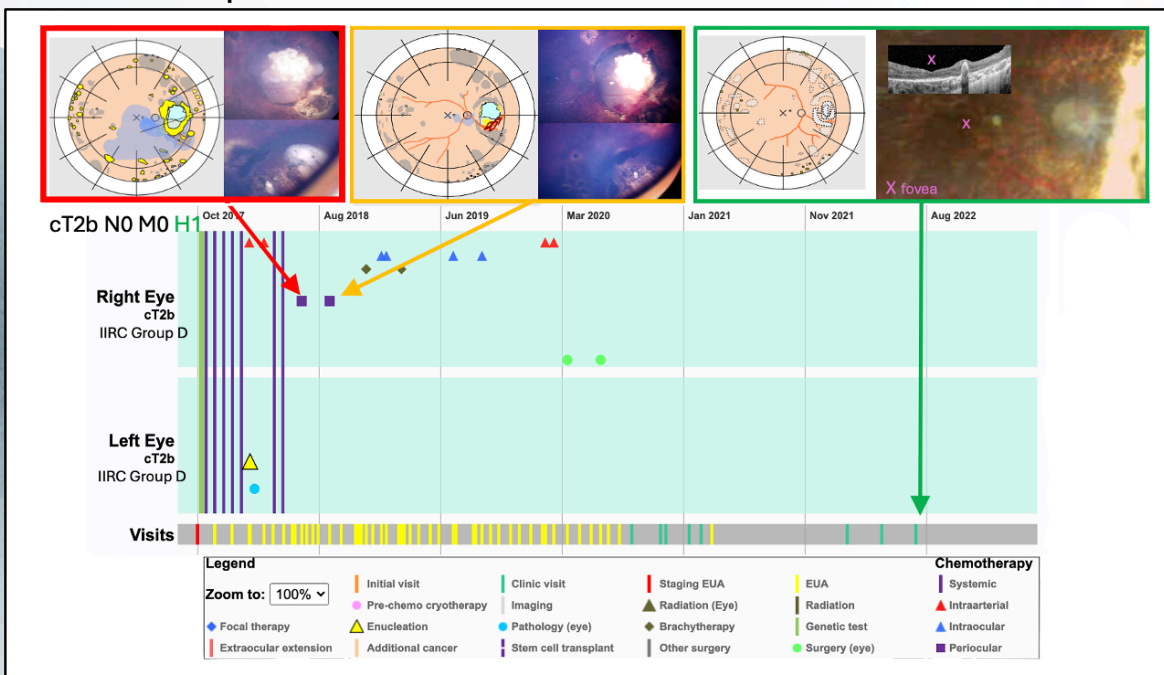 X
X
X fovea
cT2b N0 M0 H1
Oct 2017 Aug 2018 Jun 2019 Mar 2020 Jan 2021 Nov 2021 Aug 2022
Right Eye
cT2b
IIRC Group D
Left Eye
cT2b
IIRC Group D
Visits
Legend Chemotherapy
Zoom to: 100% Initial visit Clinic visit Staging EUA EUA Systemic
Pre-chemo cryotherapy Imaging Radiation (Eye) Radiation Intraarterial
Focal therapy Enucleation Pathology (eye) Brachytherapy Genetic test Intraocular
Extraocular extension Additional cancer Stem cell transplant Other surgery Surgery (eye) Periocular